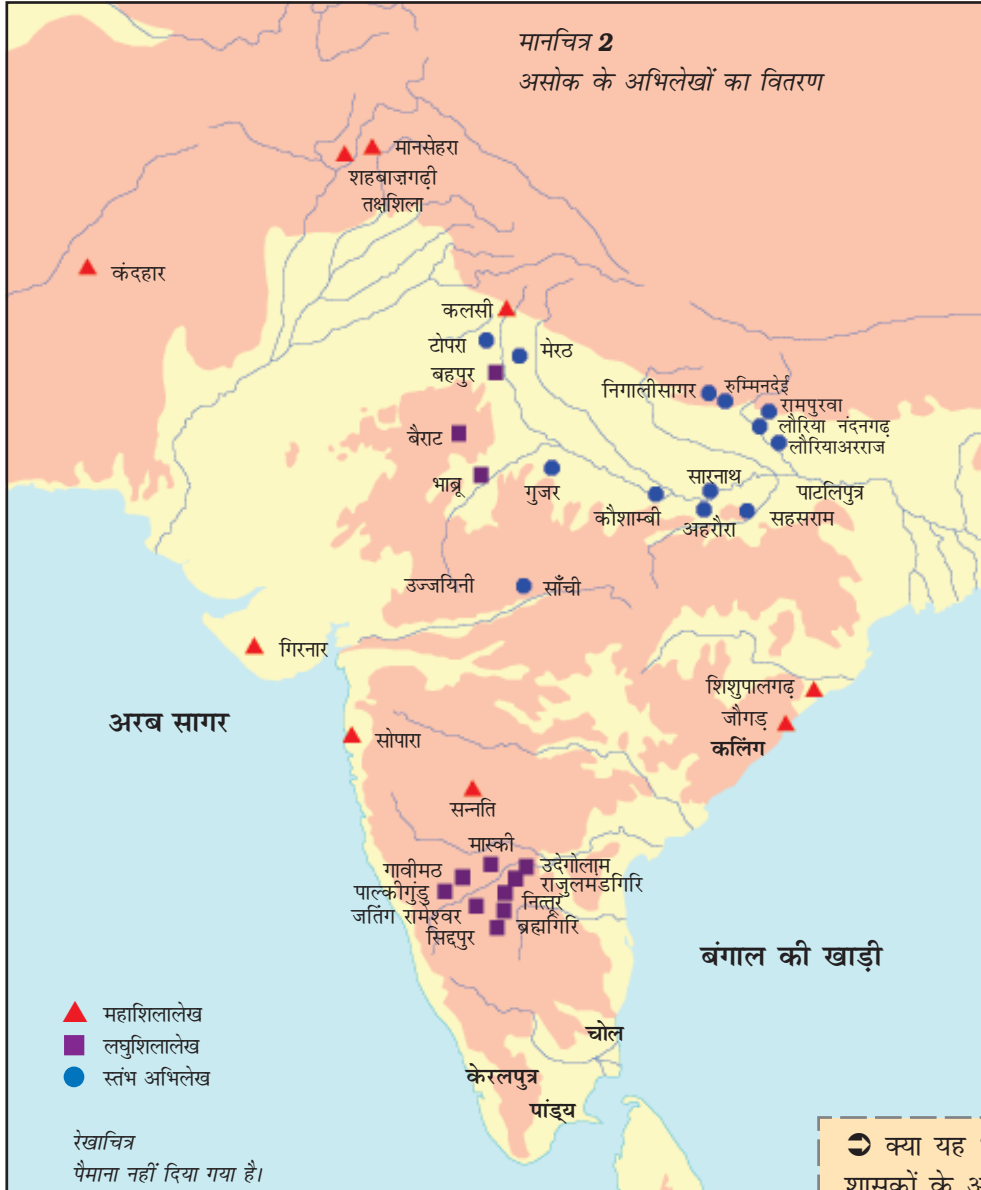 मानचित्र 2
असोक के अभिलेखों का वितरण
मानसेहरा
शहबाज़गढ़ी
तक्षशिला
कंदहार
कलसी
टोपरा
मेरठ
बहपुर
निगालीसागर
रुम्मिनदेई
रामपुरवा
लौरिया नंदनगढ़
लौरियाअरराज
बैराट
भाब्रू
गुजर
सारनाथ
पाटलिपुत्र
कौशाम्बी
अहरौरा
सहसराम
उज्जयिनी
साँची
गिरनार
शिशुपालगढ़
जौगड़
कलिंग
अरब सागर
सोपारा
सन्नति
मास्की
गावीमठ
उदेगोलाम
राजुलमंडगिरि
पाल्कीगुंडु
नित्तूर
जतिंग रामेश्वर
ब्रह्मगिरि
सिद्दपुर
बंगाल की खाड़ी
महाशिलालेख
लघुशिलालेख
स्तंभ अभिलेख
चोल
केरलपुत्र
पांड्य
रेखाचित्र
पैमाना नहीं दिया गया है।
➲ क्या यह
शासकों के अ